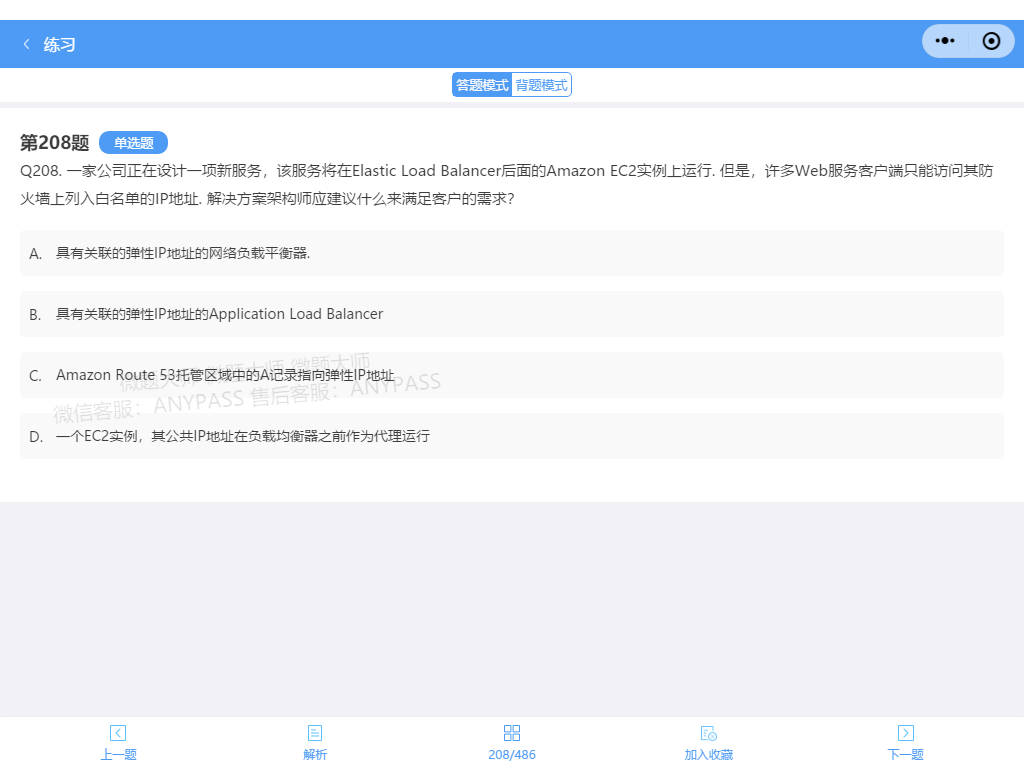 练习
答题模式 背题模式
第208题 单选题
Q208. 一家公司正在设计一项新服务，该服务将在Elastic Load Balancer后面的Amazon EC2实例上运行. 但是，许多Web服务客户端只能访问其防
火墙上列入白名单的IP地址. 解决方案架构师应建议什么来满足客户的需求?
A. 具有关联的弹性IP地址的网络负载平衡器.
B. 具有关联的弹性IP地址的Application Load Balancer
C. Amazon Route 53托管区域中的A记录指向弹性IP地址
微题大师 微题大师 微题大师
微信客服：ANYPASS 售后客服：ANYPASS
D. 一个EC2实例，其公共IP地址在负载均衡器之前作为代理运行
上一题 解析 208/486 加入收藏 下一题